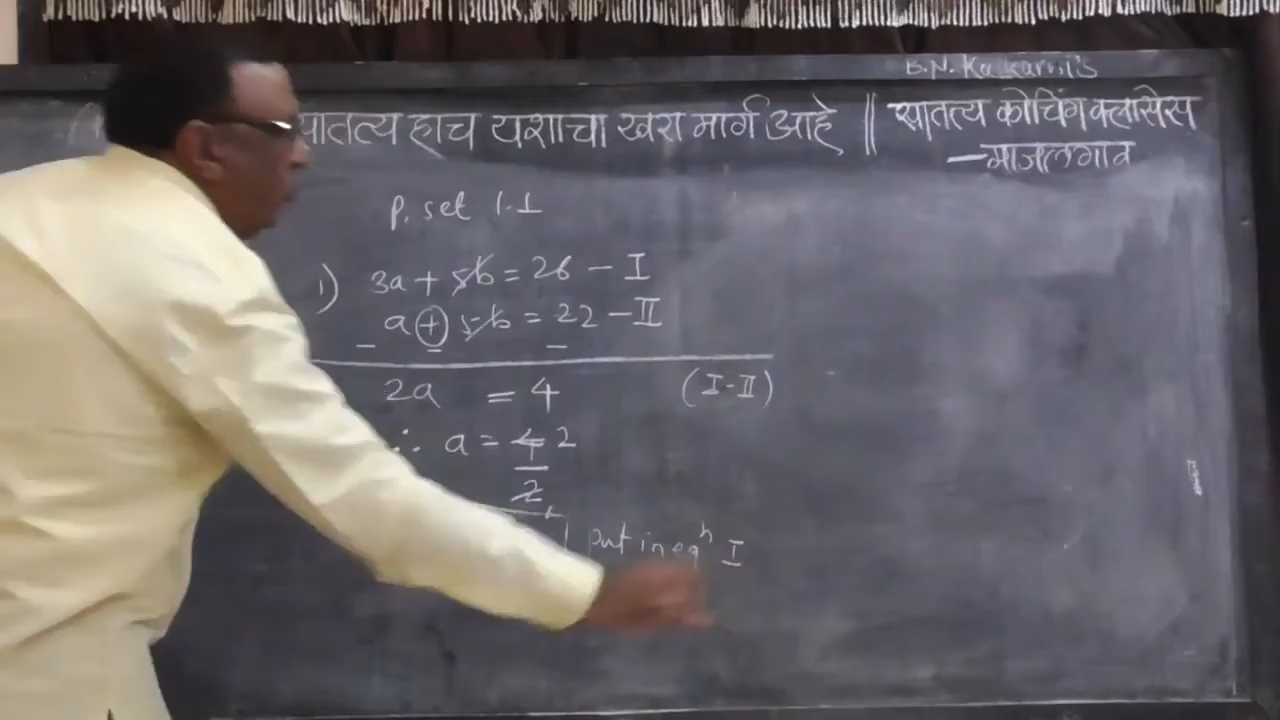 B.N. Kulkarni's
सातत्य हाच यशाचा खरा मार्ग आहे || सातत्य कोचिंग क्लासेस
—माजलगाव
P. set 1.1
1) 3a + 5b = 26 — I
a + 5b = 22 — II
— — —
2a = 4 (I-II)
∴ a = 4/2 2
put in eqn I